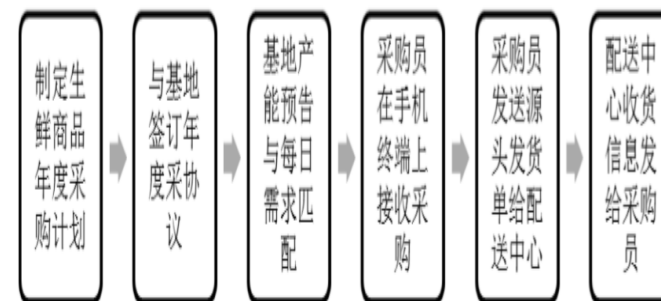 制定生
鲜商品
年度采
购计划
与基地
签订年
度采协
议
基地产
能预告
与每日
需求匹
配
采购员
在手机
终端上
接收采
购
采购员
发送源
头发货
单给配
送中心
配送中
心收货
信息发
给采购
员